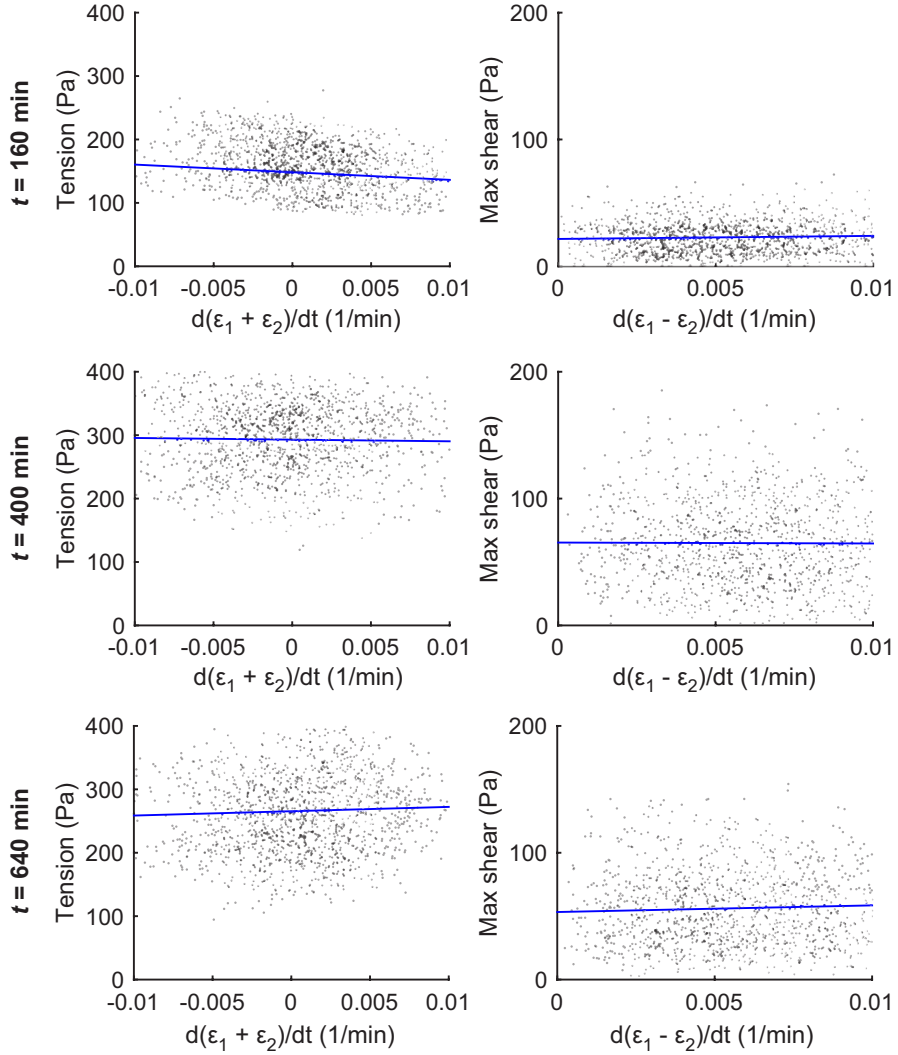 t = 160 min
Tension (Pa)
400
300
200
100
0
-0.01 -0.005 0 0.005 0.01
d(ε₁ + ε₂)/dt (1/min)
Max shear (Pa)
200
100
0
0 0.005 0.01
d(ε₁ - ε₂)/dt (1/min)
t = 400 min
Tension (Pa)
400
300
200
100
0
-0.01 -0.005 0 0.005 0.01
d(ε₁ + ε₂)/dt (1/min)
Max shear (Pa)
200
100
0
0 0.005 0.01
d(ε₁ - ε₂)/dt (1/min)
t = 640 min
Tension (Pa)
400
300
200
100
0
-0.01 -0.005 0 0.005 0.01
d(ε₁ + ε₂)/dt (1/min)
Max shear (Pa)
200
100
0
0 0.005 0.01
d(ε₁ - ε₂)/dt (1/min)